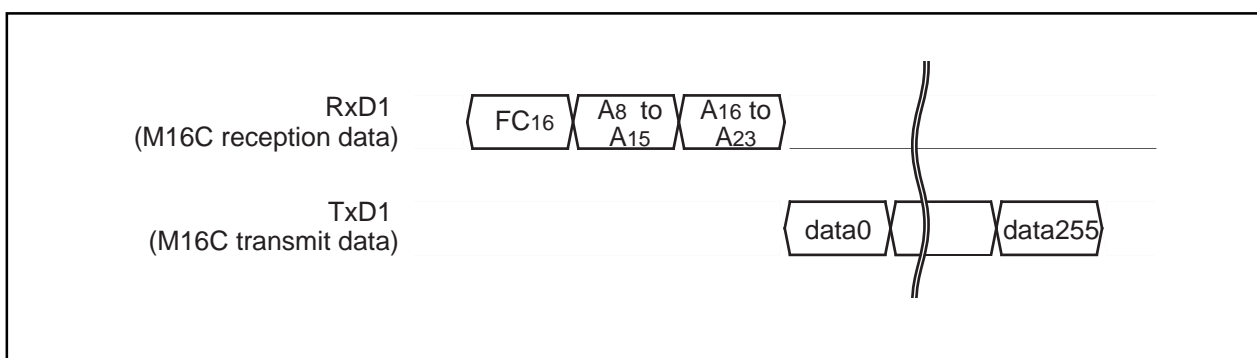 RxD1
(M16C reception data)
FC16
A8 to
A15
A16 to
A23
TxD1
(M16C transmit data)
data0
data255